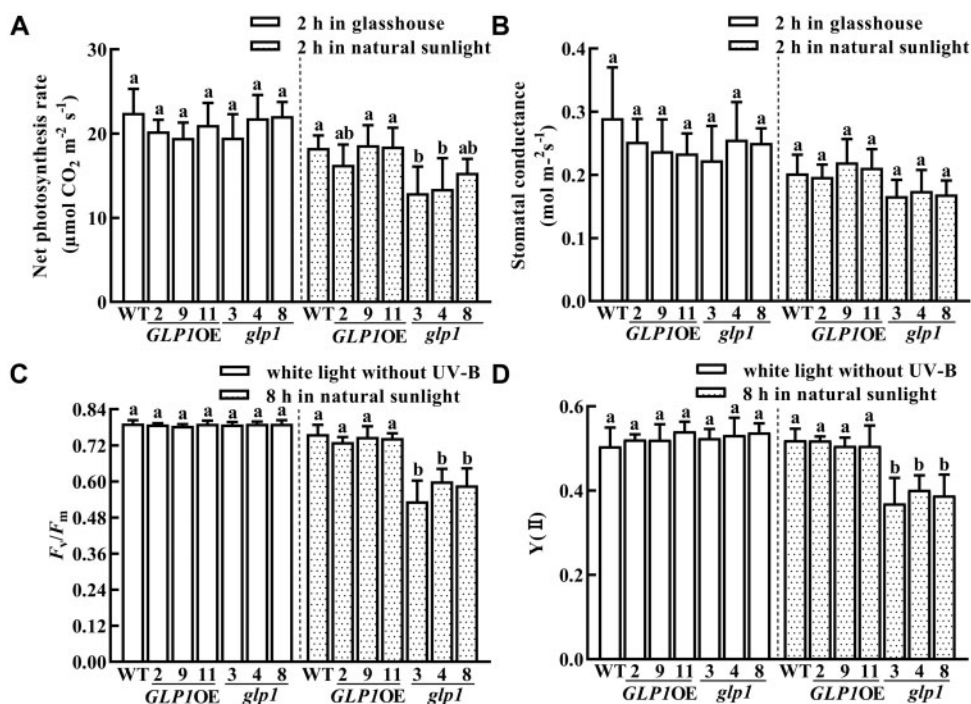 A
2 h in glasshouse
2 h in natural sunlight
Net photosynthesis rate
(μmol CO₂ m⁻² s⁻¹)
30
20
10
0
a a a a a a a
a ab a a b b ab
WT 2 9 11 3 4 8 WT 2 9 11 3 4 8
GLP1OE glp1 GLP1OE glp1
B
2 h in glasshouse
2 h in natural sunlight
Stomatal conductance
(mol m⁻²s⁻¹)
0.4
0.3
0.2
0.1
0.0
a a a a a a a
a a a a a a a
WT 2 9 11 3 4 8 WT 2 9 11 3 4 8
GLP1OE glp1 GLP1OE glp1
C
white light without UV-B
8 h in natural sunlight
Fv/Fm
0.84
0.72
0.60
0.48
0.36
0.24
0.12
0.00
a a a a a a a
a a a a b b b
WT 2 9 11 3 4 8 WT 2 9 11 3 4 8
GLP1OE glp1 GLP1OE glp1
D
white light without UV-B
8 h in natural sunlight
Y(Ⅱ)
0.6
0.4
0.2
0.0
a a a a a a a
a a a a b b b
WT 2 9 11 3 4 8 WT 2 9 11 3 4 8
GLP1OE glp1 GLP1OE glp1